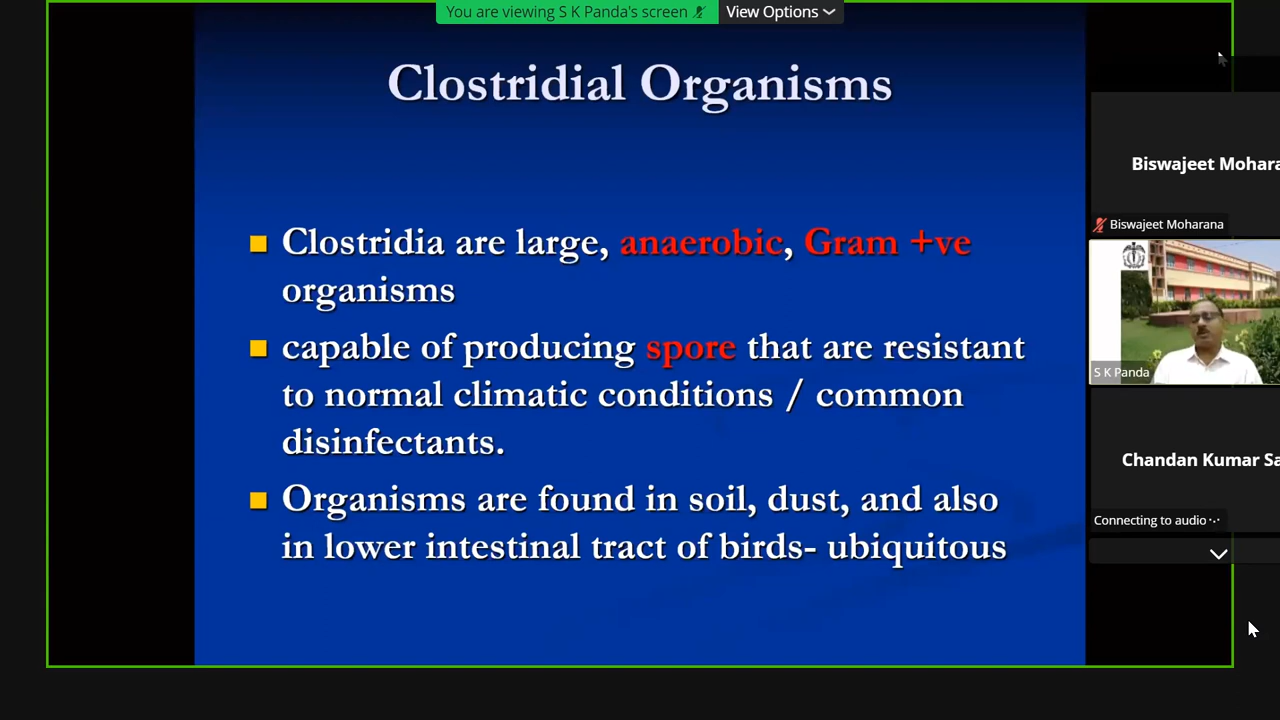 You are viewing S K Panda's screen
View Options
Clostridial Organisms
Clostridia are large, anaerobic, Gram +ve
organisms
capable of producing spore that are resistant
to normal climatic conditions / common
disinfectants.
Organisms are found in soil, dust, and also
in lower intestinal tract of birds- ubiquitous
Biswajeet Mohara
Biswajeet Moharana
S K Panda
Chandan Kumar Sa
Connecting to audio